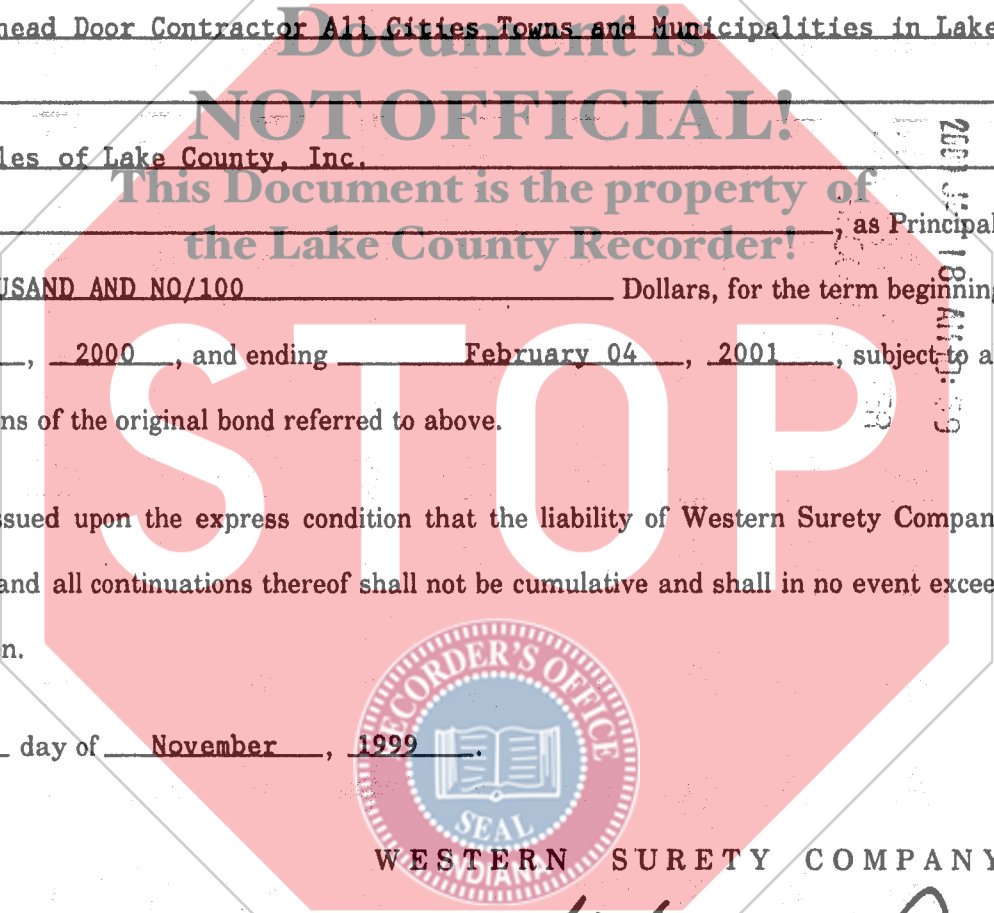 head Door Contractor All Cities Towns and Municipalities in Lake
Document is
NOT OFFICIAL!
les of Lake County, Inc.
This Document is the property of
, as Principal
the Lake County Recorder!
USAND AND NO/100 Dollars, for the term beginning
, 2000 , and ending February 04 , 2001 , subject to a
STOP
ns of the original bond referred to above.
ssued upon the express condition that the liability of Western Surety Compan
and all continuations thereof shall not be cumulative and shall in no event excee
n.
RECORDER'S OFFICE
day of November , 1999 .
SEAL
INDIANA
WESTERN SURETY COMPANY